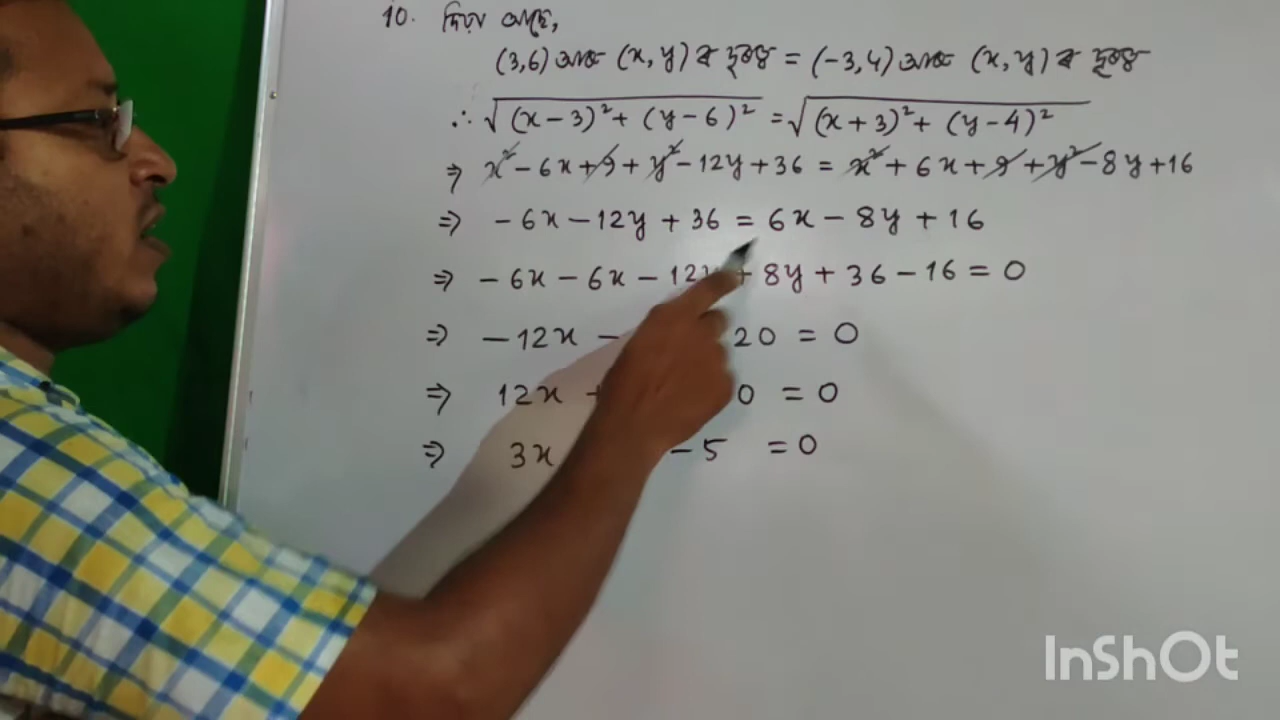 10. দিয়া আছে,
(3,6) আৰু (x, y) ৰ দূৰত্ব = (-3,4) আৰু (x, y) ৰ দূৰত্ব
∴ √(x-3)²+(y-6)² = √(x+3)²+(y-4)²
⇒ x²-6x+9+y²-12y+36 = x²+6x+9+y²-8y+16
⇒ -6x-12y+36 = 6x-8y+16
⇒ -6x-6x-12y+8y+36-16=0
⇒ -12x - 20 = 0
⇒ 12x + 0 = 0
⇒ 3x -5 =0
InShOt